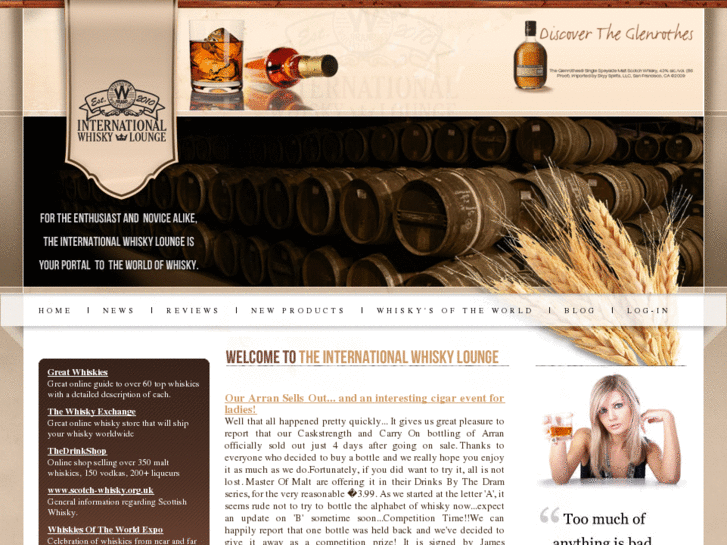 Discover The Glenrothes
The Glenrothes® Single Speyside Malt Scotch Whisky, 43% alc./vol. (86
Proof). Imported by Skyy Spirits, LLC, San Francisco, CA
EST. W 2010
INTERNATIONAL
WHISKY LOUNGE
FOR THE ENTHUSIAST AND NOVICE ALIKE,
THE INTERNATIONAL WHISKY LOUNGE IS
YOUR PORTAL TO THE WORLD OF WHISKY.
HOME | NEWS | REVIEWS | NEW PRODUCTS | WHISKY'S OF THE WORLD | BLOG | LOG-IN
Great Whiskies
Great online guide to over 60 top whiskies
with a detailed description of each.
The Whisky Exchange
Great online whisky store that will ship
your whisky worldwide
TheDrinkShop
Online shop selling over 350 malt
whiskies, 150 vodkas, 200+ liqueurs
www.scotch-whisky.org.uk
General information regarding Scottish
Whisky.
Whiskies Of The World Expo
Celebration of whiskies from near and far
WELCOME TO THE INTERNATIONAL WHISKY LOUNGE
Our Arran Sells Out... and an interesting cigar event for
ladies!
Well that all happened pretty quickly... It gives us great pleasure to
report that our Caskstrength and Carry On bottling of Arran
officially sold out just 4 days after going on sale.Thanks to
everyone who decided to buy a bottle and we really hope you enjoy
it as much as we do.Fortunately, if you did want to try it, all is not
lost. Master Of Malt are offering it in their Drinks By The Dram
series, for the very reasonable �3.99. As we started at the letter 'A', it
seems rude not to try to bottle the alphabet of whisky now...expect
an update on 'B' sometime soon...Competition Time!!We can
happily report that one bottle was held back and we've decided to
give it away as a competition prize! It is signed by James
“ Too much of
anything is bad